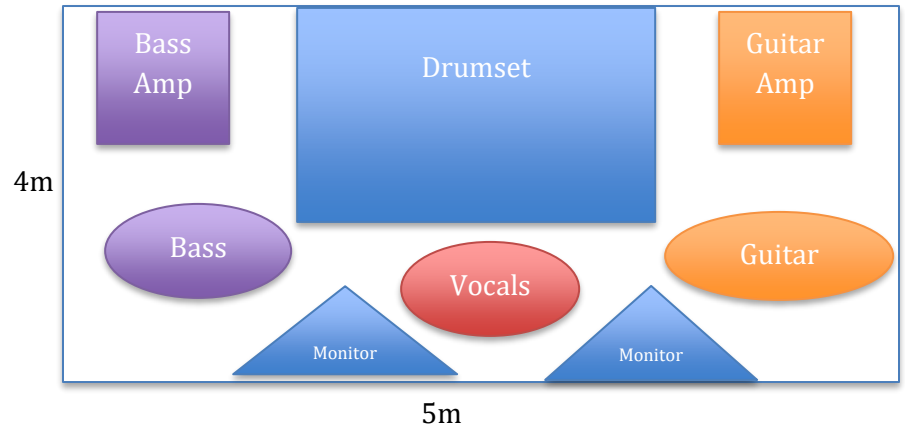 Bass
Amp
Drumset
Guitar
Amp
4m
Bass
Vocals
Guitar
Monitor
Monitor
5m